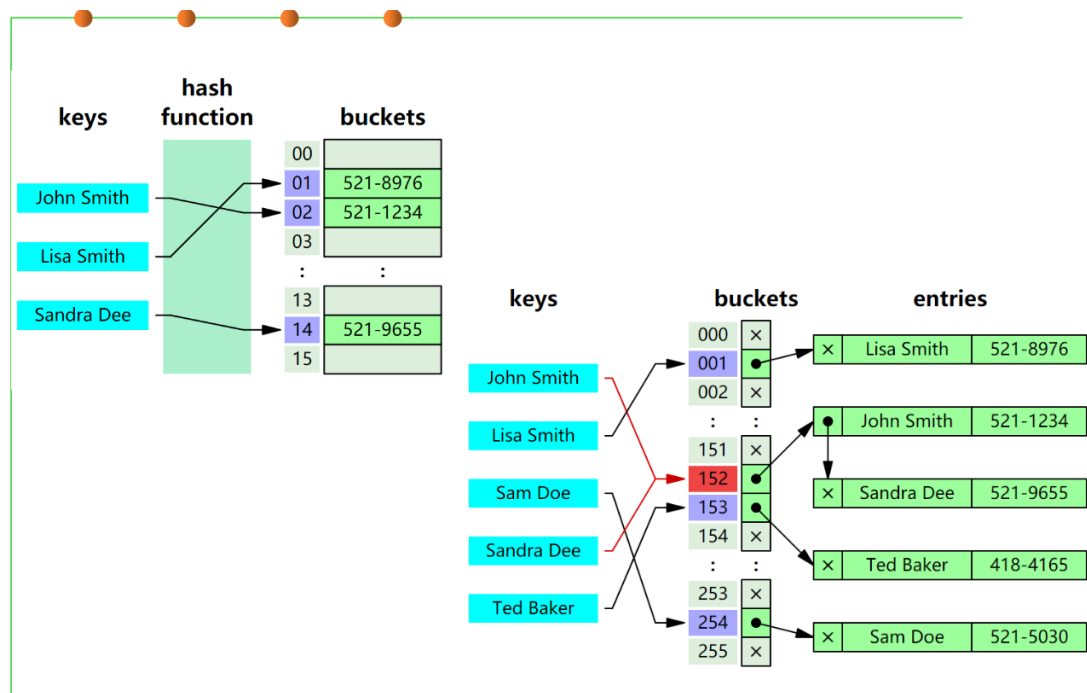 hash
keys function buckets
00
John Smith 01 521-8976
02 521-1234
Lisa Smith 03
: :
13
Sandra Dee 14 521-9655
15
keys buckets entries
000 ×
001 × Lisa Smith 521-8976
John Smith 002 ×
: :
Lisa Smith 151 × John Smith 521-1234
152
Sam Doe 153 × Sandra Dee 521-9655
154 ×
Sandra Dee : : × Ted Baker 418-4165
253 ×
Ted Baker 254
255 × × Sam Doe 521-5030